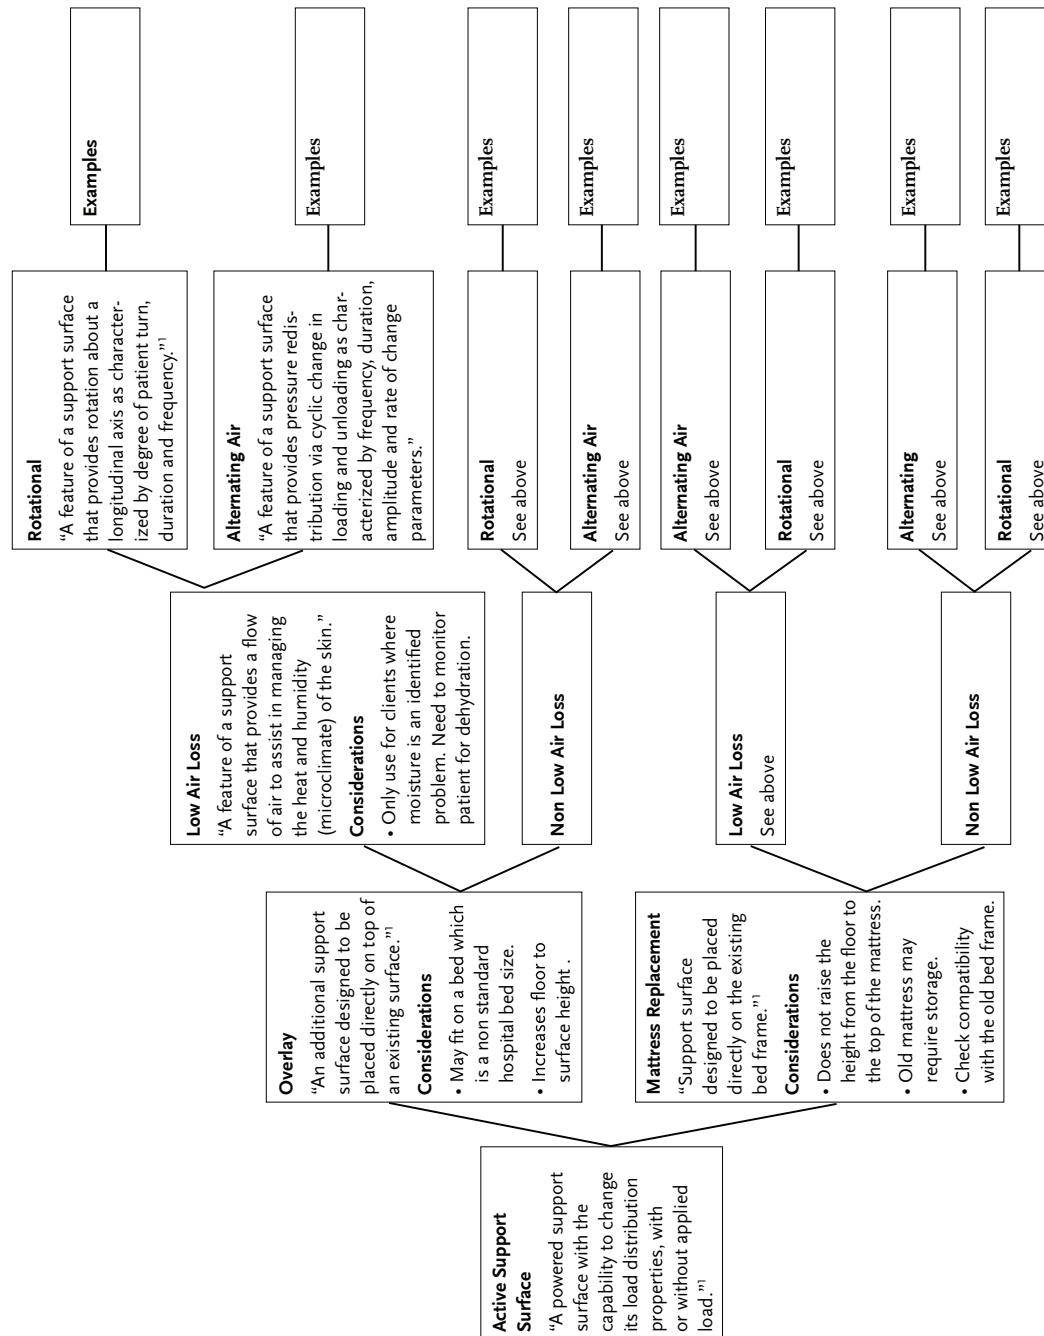 Active Support
Surface
“A powered support
surface with the
capability to change
its load distribution
properties, with
or without applied
load.”1
Overlay
“An additional support
surface designed to be
placed directly on top of
an existing surface.”1
Considerations
• May fit on a bed which
is a non standard
hospital bed size.
• Increases floor to
surface height .
Mattress Replacement
“Support surface
designed to be placed
directly on the existing
bed frame.”1
Considerations
• Does not raise the
height from the floor to
the top of the mattress.
• Old mattress may
require storage.
• Check compatibility
with the old bed frame.
Low Air Loss
“A feature of a support
surface that provides a flow
of air to assist in managing
the heat and humidity
(microclimate) of the skin.”
Considerations
• Only use for clients where
moisture is an identified
problem. Need to monitor
patient for dehydration.
Non Low Air Loss
Low Air Loss
See above
Non Low Air Loss
Rotational
“A feature of a support surface
that provides rotation about a
longitudinal axis as character-
ized by degree of patient turn,
duration and frequency.”1
Alternating Air
“A feature of a support surface
that provides pressure redis-
tribution via cyclic change in
loading and unloading as char-
acterized by frequency, duration,
amplitude and rate of change
parameters.”
Rotational
See above
Alternating Air
See above
Alternating Air
See above
Rotational
See above
Alternating
See above
Rotational
See above
Examples
Examples
Examples
Examples
Examples
Examples
Examples
Examples